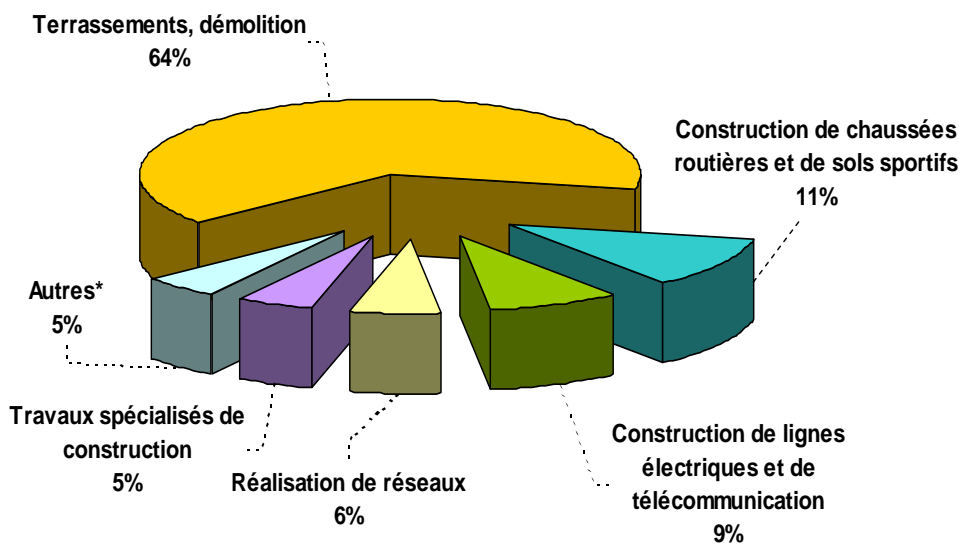 Terrassements, démolition
64%
Construction de chaussées
routières et de sols sportifs
11%
Autres*
5%
Travaux spécialisés de
construction
5%
Réalisation de réseaux
6%
Construction de lignes
électriques et de
télécommunication
9%